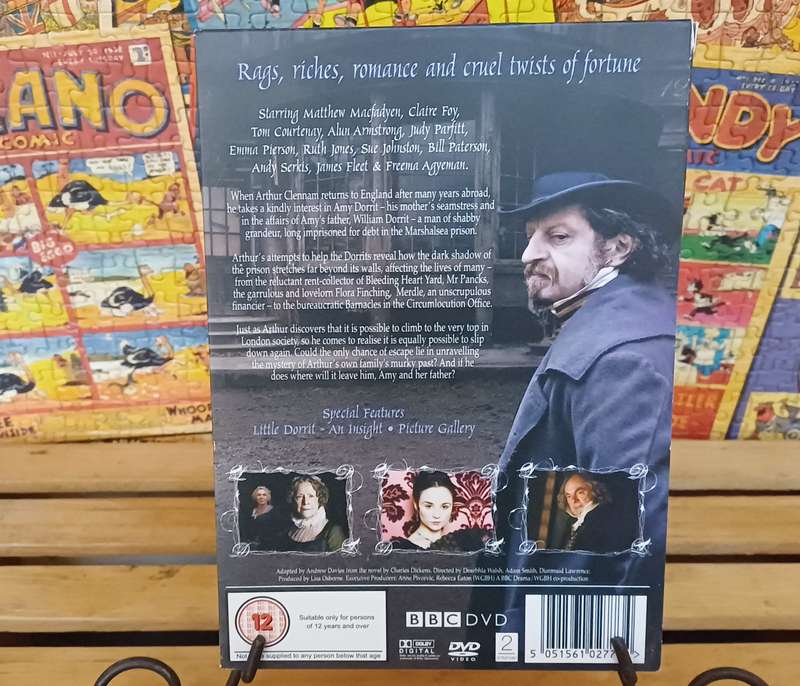 Rags, riches, romance and cruel twists of fortune
Starring Matthew Macfadyen, Claire Foy,
Tom Courtenay, Alun Armstrong, Judy Parfitt,
Emma Pierson, Ruth Jones, Sue Johnston, Bill Paterson,
Andy Serkis, James Fleet & Freema Agyeman.
When Arthur Clennam returns to England after many years abroad,
he takes a kindly interest in Amy Dorrit – his mother's seamstress and
in the affairs of Amy's father, William Dorrit – a man of shabby
grandeur, long imprisoned for debt in the Marshalsea prison.
Arthur's attempts to help the Dorrits reveal how the dark shadow of
the prison stretches far beyond its walls, affecting the lives of many –
from the reluctant rent-collector of Bleeding Heart Yard, Mr Pancks,
the garrulous and lovelorn Flora Finching, Merdle, an unscrupulous
financier – to the bureaucratic Barnacles in the Circumlocution Office.
Just as Arthur discovers that it is possible to climb to the very top in
London society, so he comes to realise it is equally possible to slip
down again. Could the only chance of escape lie in unravelling
the mystery of Arthur's own family's murky past? And if he
does where will it leave him, Amy and her father?
Special Features
Little Dorrit – An Insight • Picture Gallery
Adapted by Andrew Davies from the novel by Charles Dickens. Directed by Dearbhla Walsh, Adam Smith, Diarmuid Lawrence.
Produced by Lisa Osborne. Executive Producers: Anne Pivcevic, Rebecca Eaton (WGBH) A BBC Drama / WGBH co-production
12
Suitable only for persons
of 12 years and over
supplied to any person below that age
BBC DVD
DOLBY
DIGITAL
DVD
VIDEO
2
5 051561 027
EANO
COMIC
BIG
EGGO
NDY
CAT
WHOOP